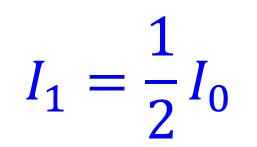 I₁ = 1/2 I₀